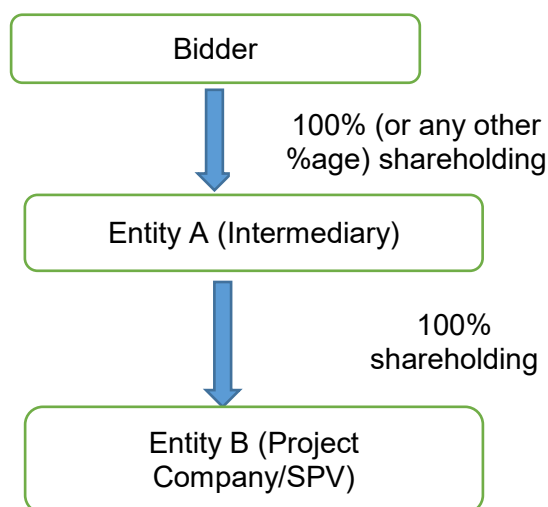 Bidder
100% (or any other
%age) shareholding
Entity A (Intermediary)
100%
shareholding
Entity B (Project
Company/SPV)